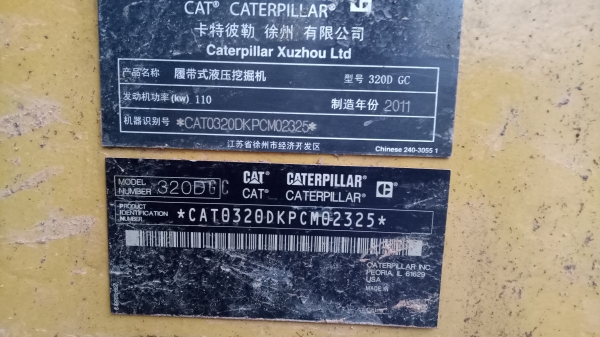 CAT® CATERPILLAR®
卡特彼勒 徐州 有限公司
Caterpillar Xuzhou Ltd
产品名称 履带式液压挖掘机 型号 320D GC
发动机功率(kw) 110 制造年份 2011
机器识别号 *CAT0320DKPCM02325*
江苏省徐州市经济开发区 Chinese 240-3055 1
MODEL NUMBER 320DGC CAT® CATERPILLAR®
CAT® CATERPILLAR®
PRODUCT IDENTIFICATION NUMBER *CAT0320DKPCM02325*
CATERPILLAR INC.
PEORIA, IL 61629
USA
MADE IN